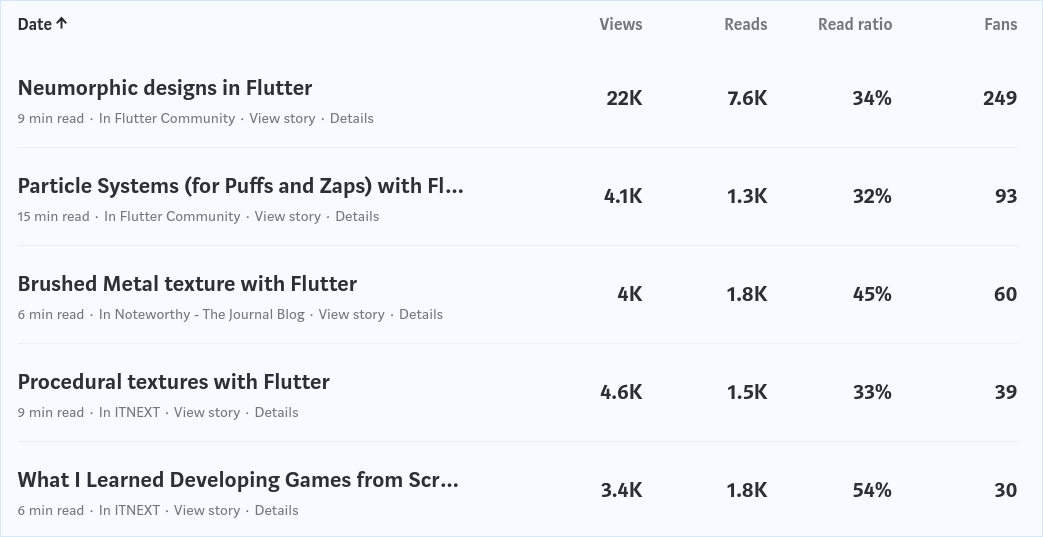 Date ↑ Views Reads Read ratio Fans
Neumorphic designs in Flutter 22K 7.6K 34% 249
9 min read · In Flutter Community · View story · Details
Particle Systems (for Puffs and Zaps) with Fl... 4.1K 1.3K 32% 93
15 min read · In Flutter Community · View story · Details
Brushed Metal texture with Flutter 4K 1.8K 45% 60
6 min read · In Noteworthy - The Journal Blog · View story · Details
Procedural textures with Flutter 4.6K 1.5K 33% 39
9 min read · In ITNEXT · View story · Details
What I Learned Developing Games from Scr... 3.4K 1.8K 54% 30
6 min read · In ITNEXT · View story · Details